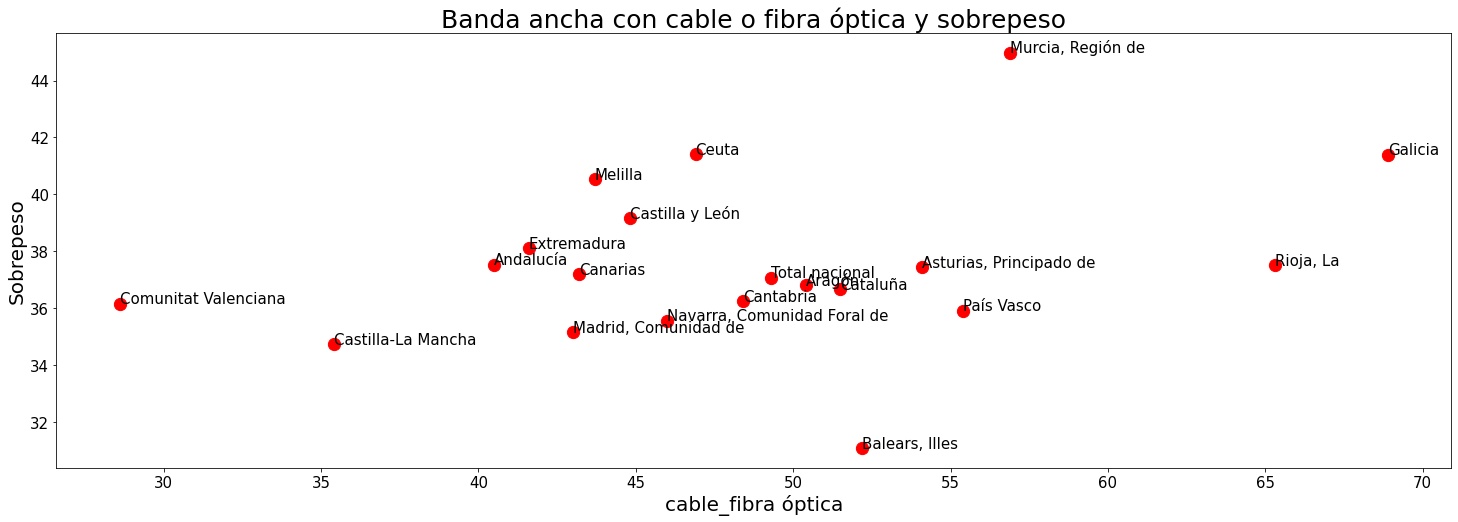 Banda ancha con cable o fibra óptica y sobrepeso
Sobrepeso
44
42
40
38
36
34
32
Murcia, Región de
Ceuta
Galicia
Melilla
Castilla y León
Extremadura
Andalucía
Canarias
Total nacional
Aragón
Cataluña
Asturias, Principado de
Rioja, La
Comunitat Valenciana
Cantabria
País Vasco
Navarra, Comunidad Foral de
Madrid, Comunidad de
Castilla-La Mancha
Balears, Illes
30 35 40 45 50 55 60 65 70
cable_fibra óptica